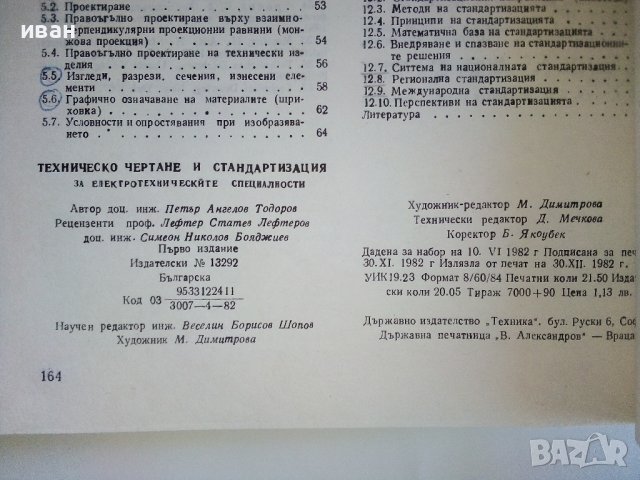 иван
5.2. Проектиране . . . . . . . . 53
5.3. Правоъгълно проектиране върху взаимно-
перпендикулярни проекционни равнини (мон-
жова проекция) . . . . . . . . 54
5.4. Правоъгълно проектиране на технически из-
делия . . . . . . . . 56
5.5. Изгледи, разрези, сечения, изнесени еле-
менти . . . . . . . . 58
5.6. Графично означаване на материалите (щри-
ховка) . . . . . . . . 62
5.7. Условности и опростявания при изобразява-
нето . . . . . . . . 64
ТЕХНИЧЕСКО ЧЕРТАНЕ И СТАНДАРТИЗАЦИЯ
ЗА ЕЛЕКТРОТЕХНИЧЕСКИТЕ СПЕЦИАЛНОСТИ
Автор доц. инж. Петър Ангелов Тодоров
Рецензенти проф. Лефтер Статев Лефтеров
доц. инж. Симеон Николов Бояджиев
Първо издание
Издателски № 13292
Българска
Код 03 9533122411
3007—4—82
Научен редактор инж. Веселин Борисов Шопов
Художник М. Димитрова
164
12.3. Методи на стандартизацията
12.4. Принципи на стандартизацията
12.5. Математична база на стандартизацията
12.6. Внедряване и спазване на стандартизационни-
те решения
12.7. Система на националната стандартизация
12.8. Регионална стандартизация
12.9. Международна стандартизация
12.10. Перспективи на стандартизацията
Литература
Художник-редактор М. Димитрова
Технически редактор Д. Мечкова
Коректор Б. Якоубек
Дадена за набор на 10. VI 1982 г Подписана за печ
30. XI. 1982 г Излязла от печат на 30. XII. 1982 г.
УИК19.23 Формат 8/60/84 Печатни коли 21.50 Издат
ски коли 20.05 Тираж 7000+90 Цена 1,13 лв.
Държавно издателство „Техника". бул. Руски 6, Соф
Държавна печатница „В. Александров" — Враца
BAZAR